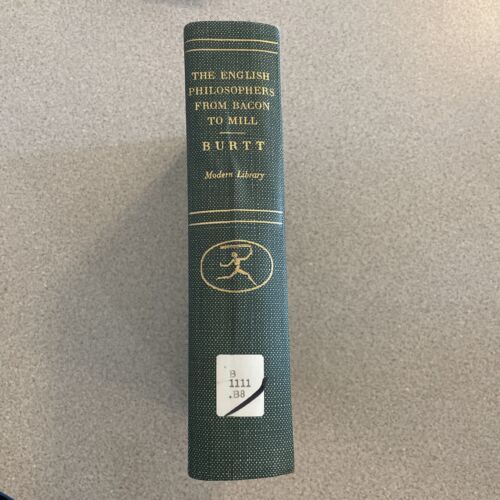 THE ENGLISH
PHILOSOPHERS
FROM BACON
TO MILL
BURTT
Modern Library
B
1111
.B8